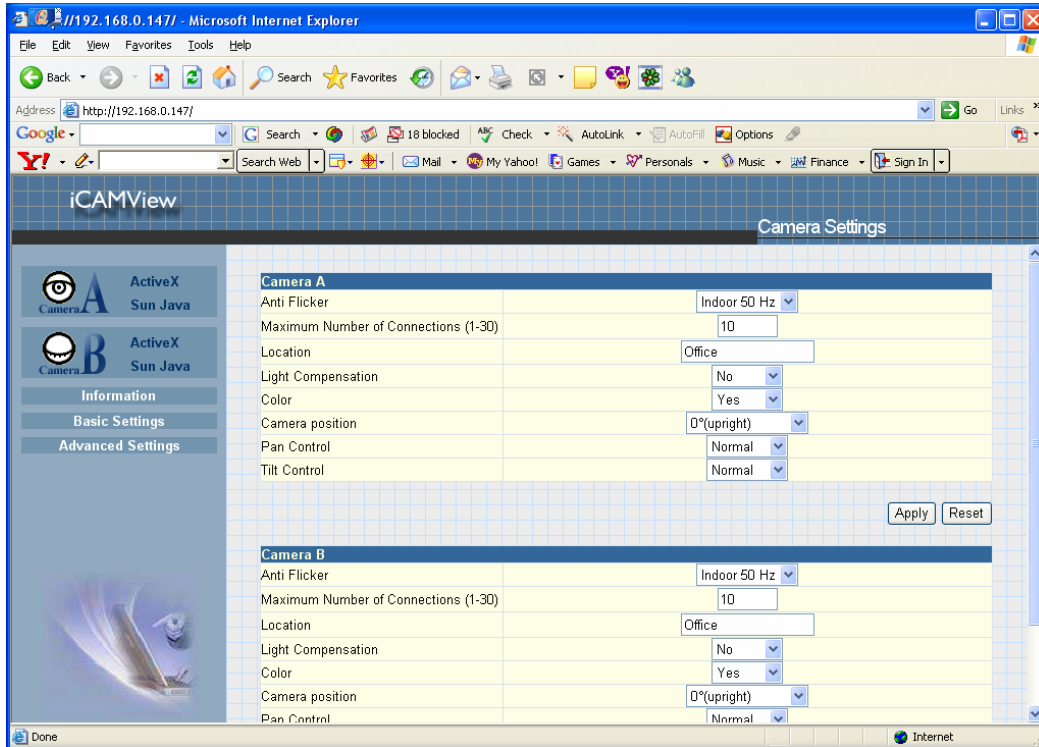 //192.168.0.147/ - Microsoft Internet Explorer
File Edit View Favorites Tools Help
Back Search Favorites
Address http://192.168.0.147/ Go Links »
Google G Search 18 blocked ABC Check AutoLink AutoFill Options
Y! Search Web Mail My My Yahoo! Games Personals Music Finance Sign In
iCAMView
Camera Settings
Camera A
ActiveX
Sun Java
Camera B
ActiveX
Sun Java
Information
Basic Settings
Advanced Settings
Camera A
Anti Flicker Indoor 50 Hz
Maximum Number of Connections (1-30) 10
Location Office
Light Compensation No
Color Yes
Camera position 0°(upright)
Pan Control Normal
Tilt Control Normal
Apply Reset
Camera B
Anti Flicker Indoor 50 Hz
Maximum Number of Connections (1-30) 10
Location Office
Light Compensation No
Color Yes
Camera position 0°(upright)
Pan Control Normal
Done Internet